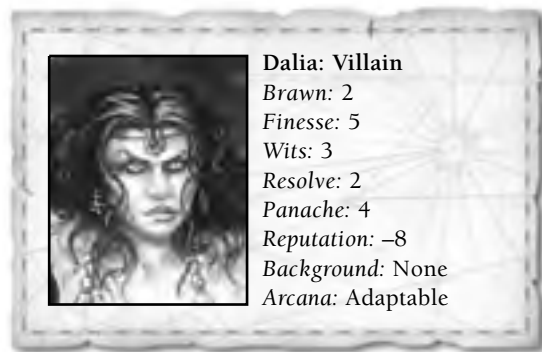 Dalia: Villain
Brawn: 2
Finesse: 5
Wits: 3
Resolve: 2
Panache: 4
Reputation: –8
Background: None
Arcana: Adaptable